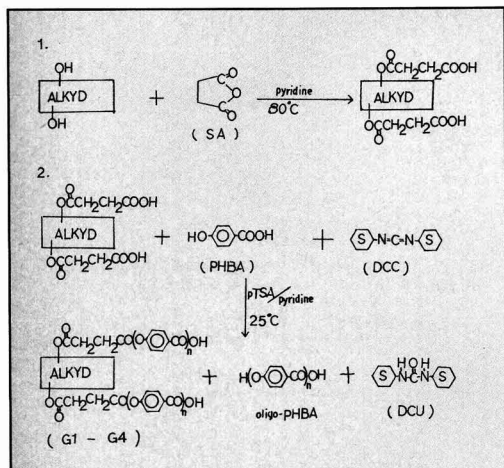 1.
OH
ALKYD
OH
+
C=O
O
C=O
(SA)
pyridine
80°C
O
OCCH2CH2COOH
ALKYD
OCCH2CH2COOH
O
2.
O
OCCH2CH2COOH
ALKYD
OCCH2CH2COOH
O
+
HO COOH
(PHBA)
+
S N=C=N S
(DCC)
pTSA/pyridine
25°C
O
OCCH2CH2CO(O CO)nOH
ALKYD
OCCH2CH2CO(O CO)nOH
O
(G1 - G4)
+
H(O CO)nOH
oligo-PHBA
+
H O H
S NCN S
(DCU)